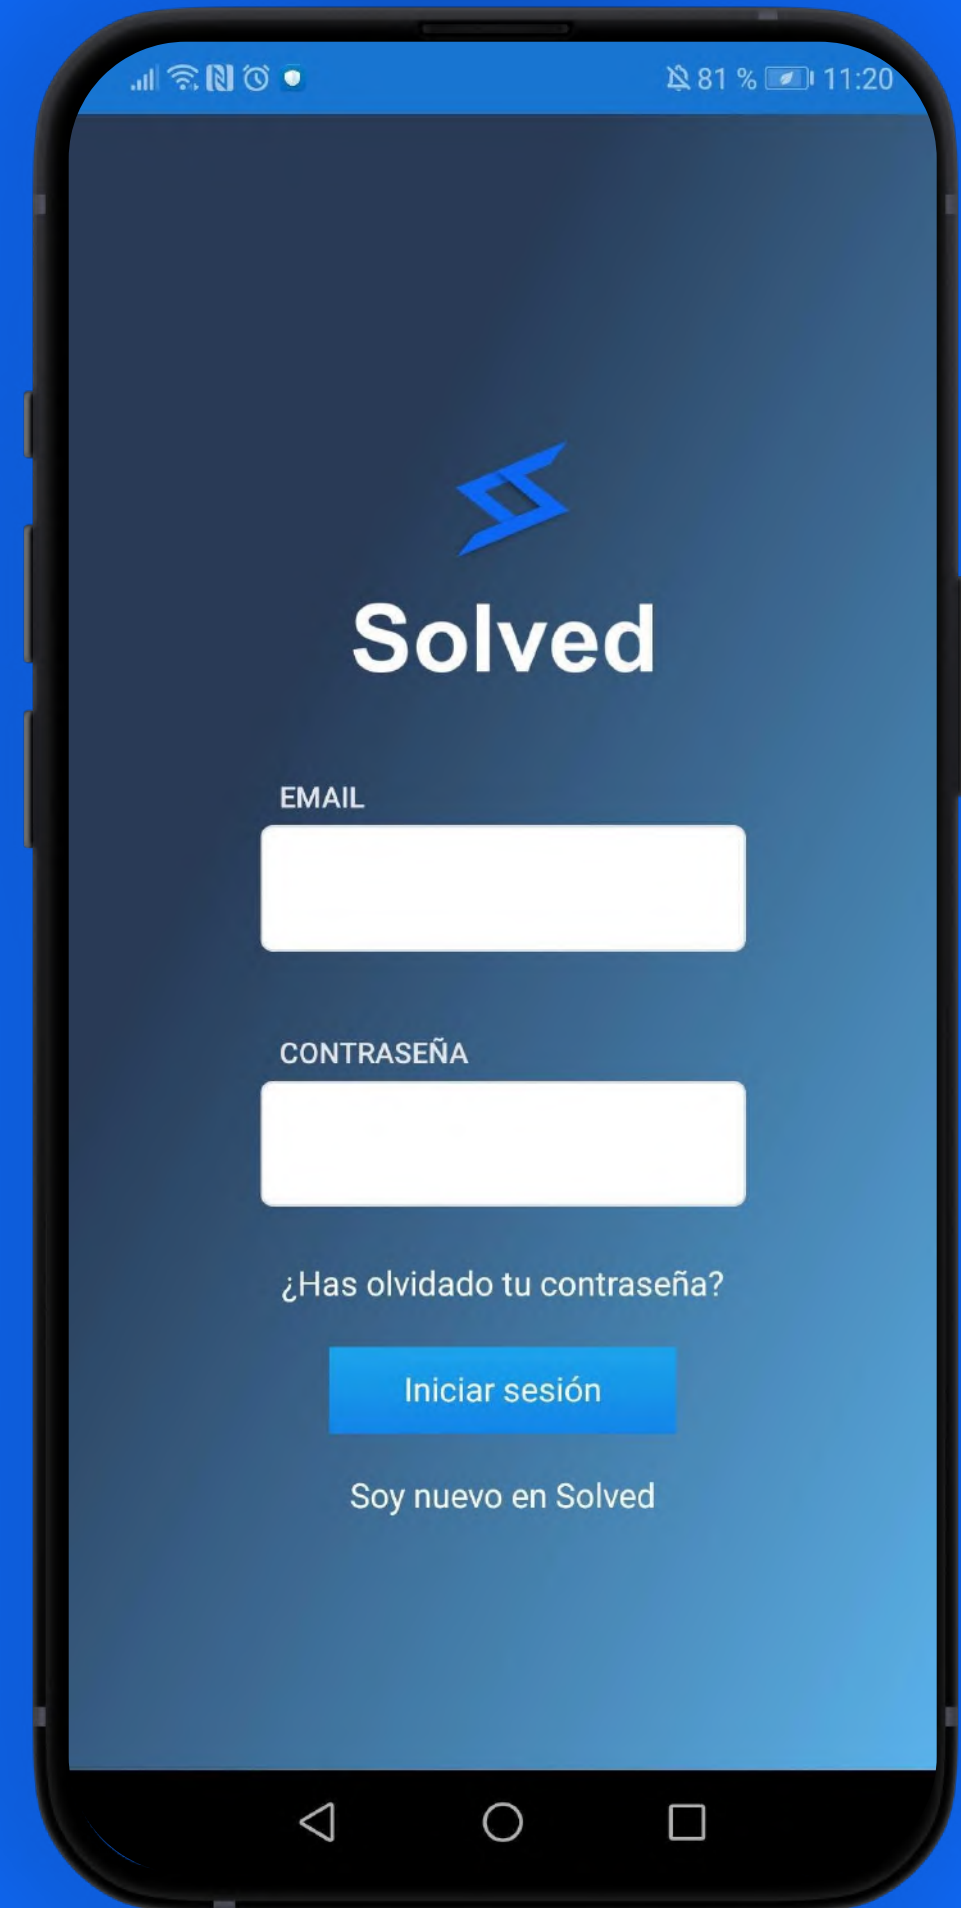 81 % 11:20
Solved
EMAIL
CONTRASEÑA
¿Has olvidado tu contraseña?
Iniciar sesión
Soy nuevo en Solved